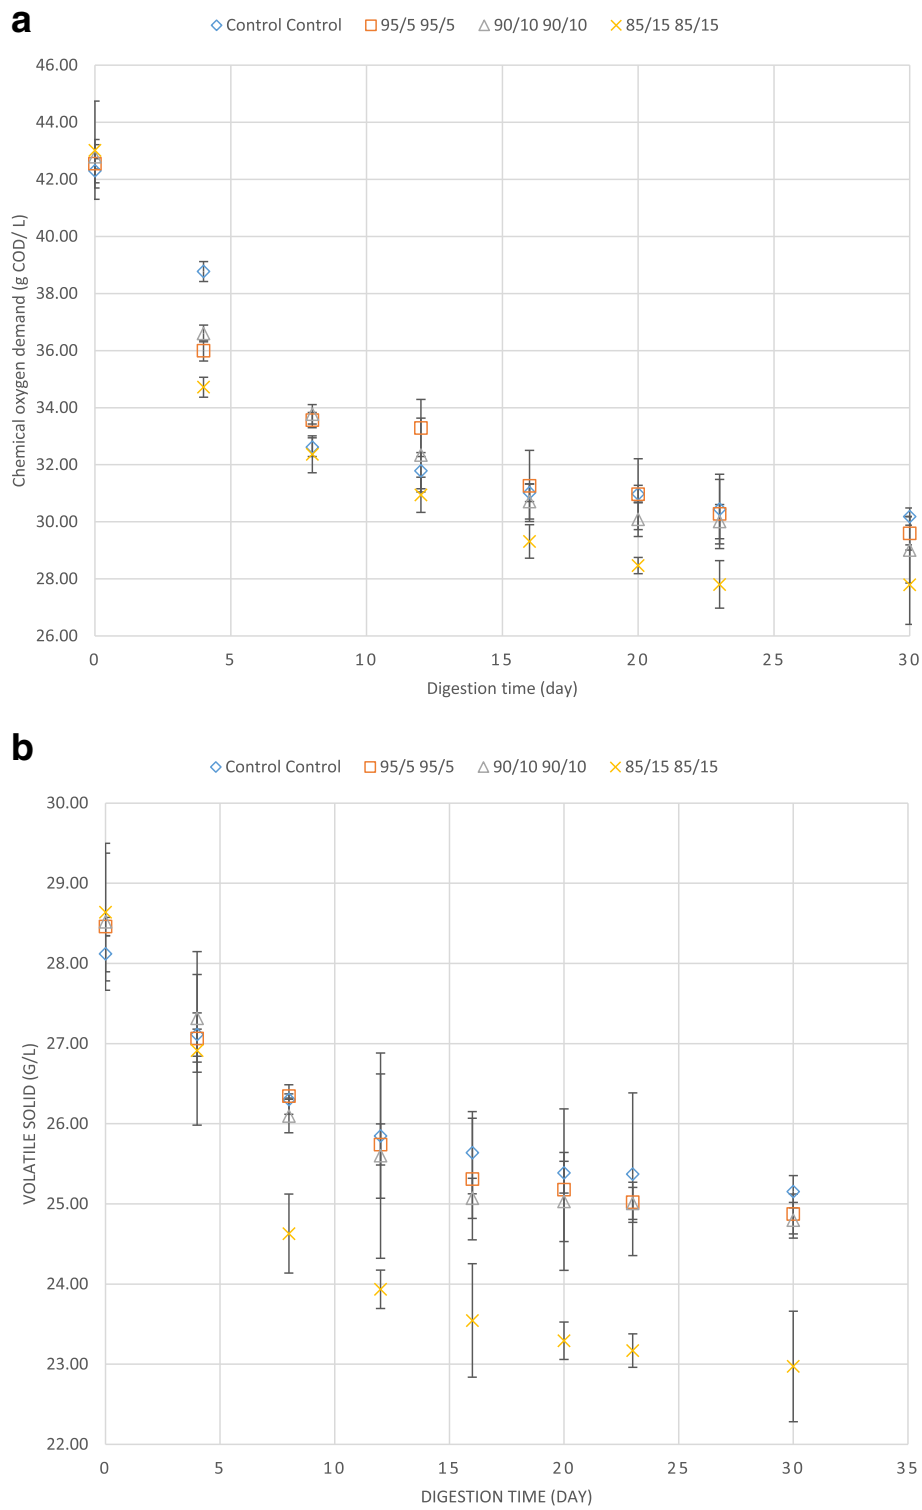 a
Control Control 95/5 95/5 90/10 90/10 85/15 85/15
46.00
44.00
42.00
40.00
38.00
36.00
34.00
32.00
30.00
28.00
26.00
Chemical oxygen demand (g COD/ L)
0 5 10 15 20 25 30
Digestion time (day)
b
Control Control 95/5 95/5 90/10 90/10 85/15 85/15
30.00
29.00
28.00
27.00
26.00
25.00
24.00
23.00
22.00
VOLATILE SOLID (G/L)
0 5 10 15 20 25 30 35
DIGESTION TIME (DAY)